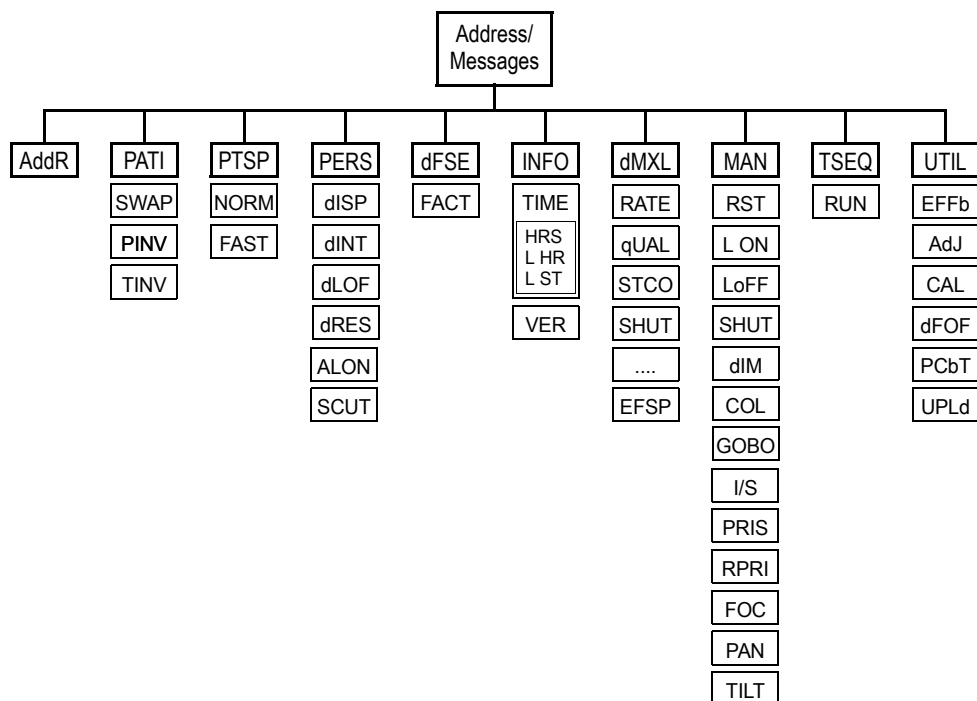 Address/
Messages
AddR
PATI
SWAP
PINV
TINV
PTSP
NORM
FAST
PERS
dISP
dINT
dLOF
dRES
ALON
SCUT
dFSE
FACT
INFO
TIME
HRS
L HR
L ST
VER
dMXL
RATE
qUAL
STCO
SHUT
....
EFSP
MAN
RST
L ON
LoFF
SHUT
dIM
COL
GOBO
I/S
PRIS
RPRI
FOC
PAN
TILT
TSEQ
RUN
UTIL
EFFb
AdJ
CAL
dFOF
PCbT
UPLd